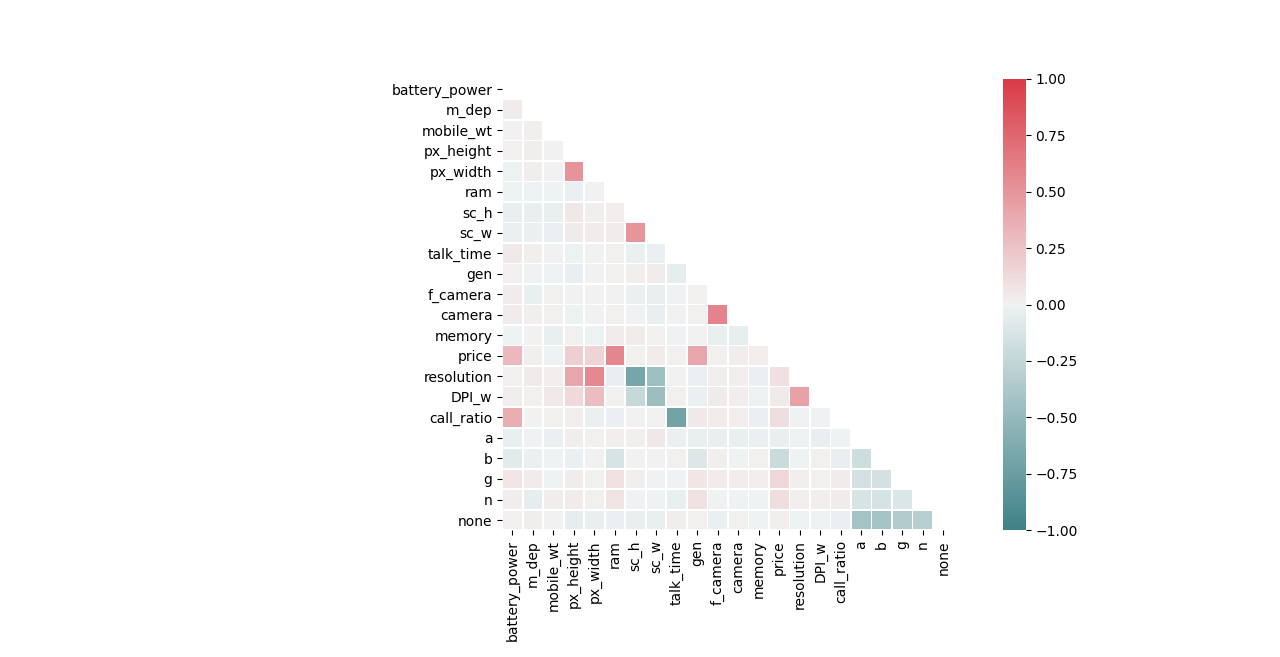 battery_power
m_dep
mobile_wt
px_height
px_width
ram
sc_h
sc_w
talk_time
gen
f_camera
camera
memory
price
resolution
DPI_w
call_ratio
a
b
g
n
none
battery_power
m_dep
mobile_wt
px_height
px_width
ram
sc_h
sc_w
talk_time
gen
f_camera
camera
memory
price
resolution
DPI_w
call_ratio
a
b
g
n
none
1.00
0.75
0.50
0.25
0.00
−0.25
−0.50
−0.75
−1.00